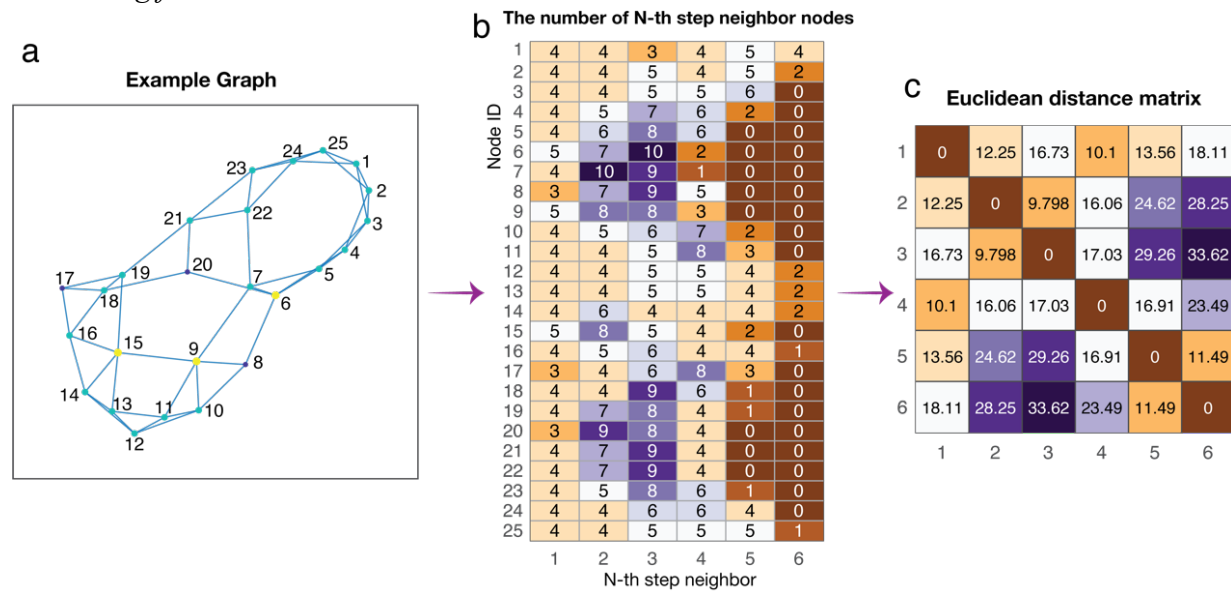 b The number of N-th step neighbor nodes
a
Example Graph
25
24
23
1
2
22
21
3
4
20
5
19
7
17
18
6
16
15
9
8
14
13
11
10
12
Node ID
1 4 4 3 4 5 4
2 4 4 5 4 5 2
3 4 4 5 5 6 0
4 4 5 7 6 2 0
5 4 6 8 6 0 0
6 5 7 10 2 0 0
7 4 10 9 1 0 0
8 3 7 9 5 0 0
9 5 8 8 3 0 0
10 4 5 6 7 2 0
11 4 4 5 8 3 0
12 4 4 5 5 4 2
13 4 4 5 5 4 2
14 4 6 4 4 4 2
15 5 8 5 4 2 0
16 4 5 6 4 4 1
17 3 4 6 8 3 0
18 4 4 9 6 1 0
19 4 7 8 4 1 0
20 3 9 8 4 0 0
21 4 7 9 4 0 0
22 4 7 9 4 0 0
23 4 5 8 6 1 0
24 4 4 6 6 4 0
25 4 4 5 5 5 1
1 2 3 4 5 6
N-th step neighbor
c Euclidean distance matrix
1 0 12.25 16.73 10.1 13.56 18.11
2 12.25 0 9.798 16.06 24.62 28.25
3 16.73 9.798 0 17.03 29.26 33.62
4 10.1 16.06 17.03 0 16.91 23.49
5 13.56 24.62 29.26 16.91 0 11.49
6 18.11 28.25 33.62 23.49 11.49 0
1 2 3 4 5 6